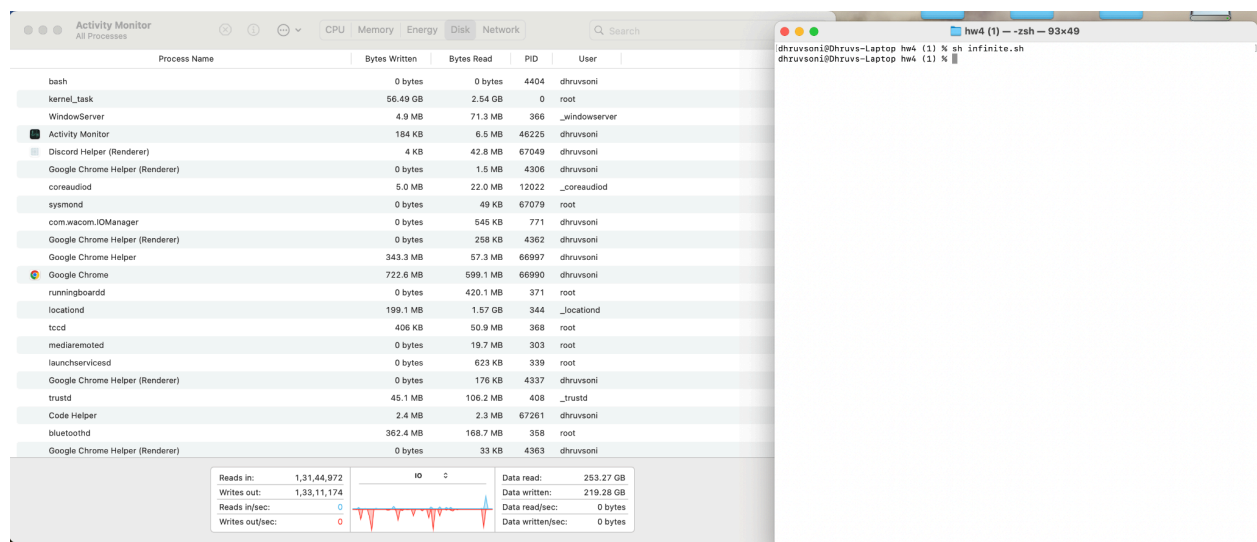 Activity Monitor
All Processes
CPU Memory Energy Disk Network
Search
Process Name Bytes Written Bytes Read PID User
bash 0 bytes 0 bytes 4404 dhruvsoni
kernel_task 56.49 GB 2.54 GB 0 root
WindowServer 4.9 MB 71.3 MB 366 _windowserver
Activity Monitor 184 KB 6.5 MB 46225 dhruvsoni
Discord Helper (Renderer) 4 KB 42.8 MB 67049 dhruvsoni
Google Chrome Helper (Renderer) 0 bytes 1.5 MB 4306 dhruvsoni
coreaudiod 5.0 MB 22.0 MB 12022 _coreaudiod
sysmond 0 bytes 49 KB 67079 root
com.wacom.IOManager 0 bytes 545 KB 771 dhruvsoni
Google Chrome Helper (Renderer) 0 bytes 258 KB 4362 dhruvsoni
Google Chrome Helper 343.3 MB 57.3 MB 66997 dhruvsoni
Google Chrome 722.6 MB 599.1 MB 66990 dhruvsoni
runningboardd 0 bytes 420.1 MB 371 root
locationd 199.1 MB 1.57 GB 344 _locationd
tccd 406 KB 50.9 MB 368 root
mediaremoted 0 bytes 19.7 MB 303 root
launchservicesd 0 bytes 623 KB 339 root
Google Chrome Helper (Renderer) 0 bytes 176 KB 4337 dhruvsoni
trustd 45.1 MB 106.2 MB 408 _trustd
Code Helper 2.4 MB 2.3 MB 67261 dhruvsoni
bluetoothd 362.4 MB 168.7 MB 358 root
Google Chrome Helper (Renderer) 0 bytes 33 KB 4363 dhruvsoni
Reads in: 1,31,44,972 IO Data read: 253.27 GB
Writes out: 1,33,11,174 Data written: 219.28 GB
Reads in/sec: 0 Data read/sec: 0 bytes
Writes out/sec: 0 Data written/sec: 0 bytes
hw4 (1) — -zsh — 93×49
[dhruvsoni@Dhruvs-Laptop hw4 (1) % sh infinite.sh ]
dhruvsoni@Dhruvs-Laptop hw4 (1) %